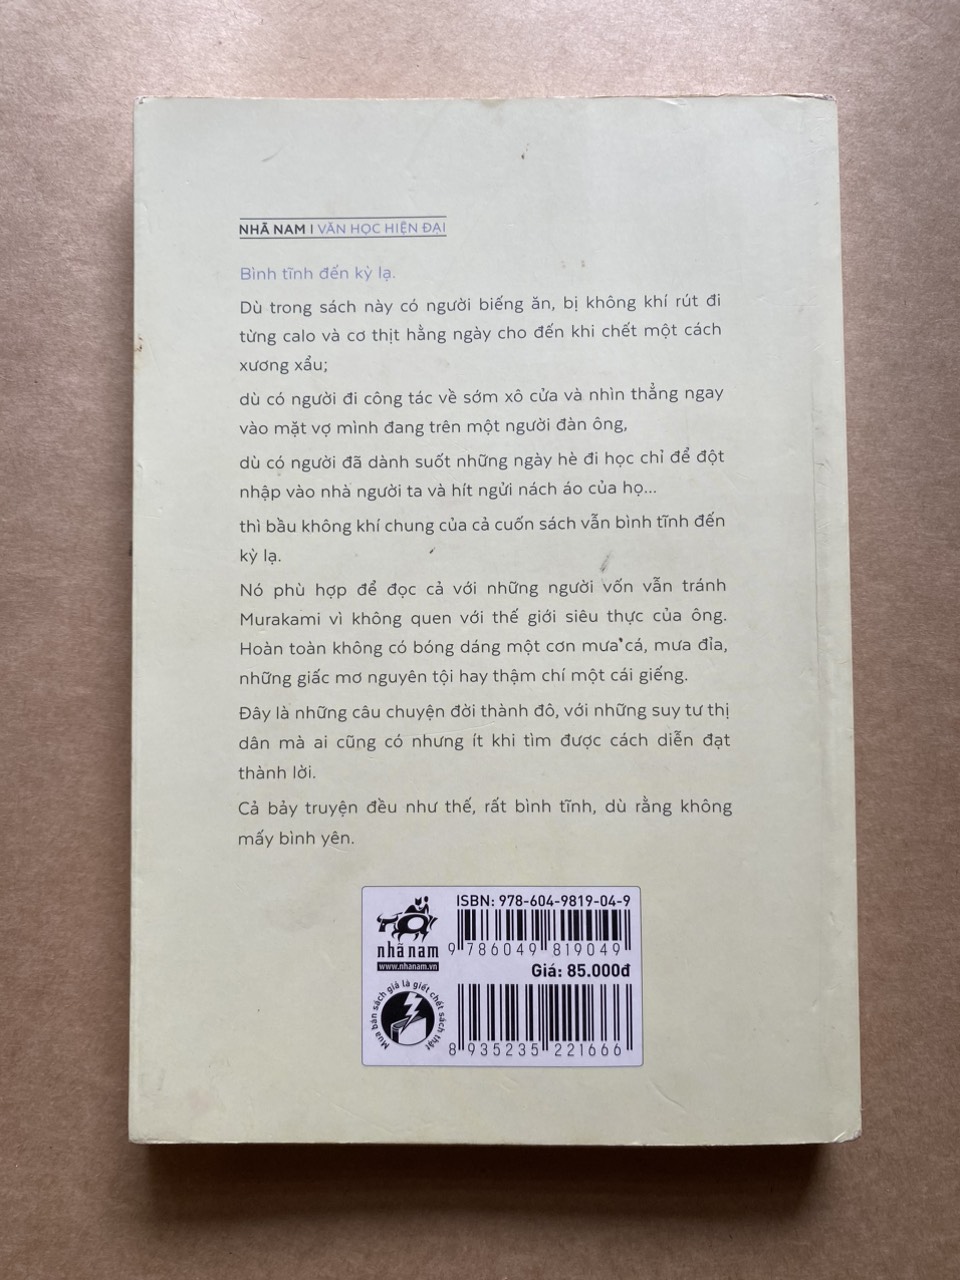 NHÃ NAM | VĂN HỌC HIỆN ĐẠI
Bình tĩnh đến kỳ lạ.
Dù trong sách này có người biếng ăn, bị không khí rút đi
từng calo và cơ thịt hằng ngày cho đến khi chết một cách
xương xẩu;
dù có người đi công tác về sớm xô cửa và nhìn thẳng ngay
vào mặt vợ mình đang trên một người đàn ông,
dù có người đã dành suốt những ngày hè đi học chỉ để đột
nhập vào nhà người ta và hít ngửi nách áo của họ...
thì bầu không khí chung của cả cuốn sách vẫn bình tĩnh đến
kỳ lạ.
Nó phù hợp để đọc cả với những người vốn vẫn tránh
Murakami vì không quen với thế giới siêu thực của ông.
Hoàn toàn không có bóng dáng một cơn mưa cá, mưa đỉa,
những giấc mơ nguyên tội hay thậm chí một cái giếng.
Đây là những câu chuyện đời thành đô, với những suy tư thị
dân mà ai cũng có nhưng ít khi tìm được cách diễn đạt
thành lời.
Cả bảy truyện đều như thế, rất bình tĩnh, dù rằng không
mấy bình yên.
nhã nam
www.nhanam.vn
Mua bán sách giả là giết chết sách thật
ISBN: 978-604-9819-04-9
9 786049 819049
Giá: 85.000đ
8 935235 221666